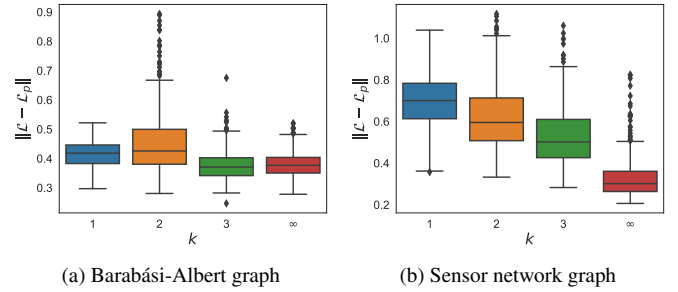 0.9
0.8
0.7
0.6
0.5
0.4
0.3
‖ℒ − ℒₚ‖
1 2 3 ∞
k
(a) Barabási-Albert graph
1.0
0.8
0.6
0.4
0.2
‖ℒ − ℒₚ‖
1 2 3 ∞
k
(b) Sensor network graph